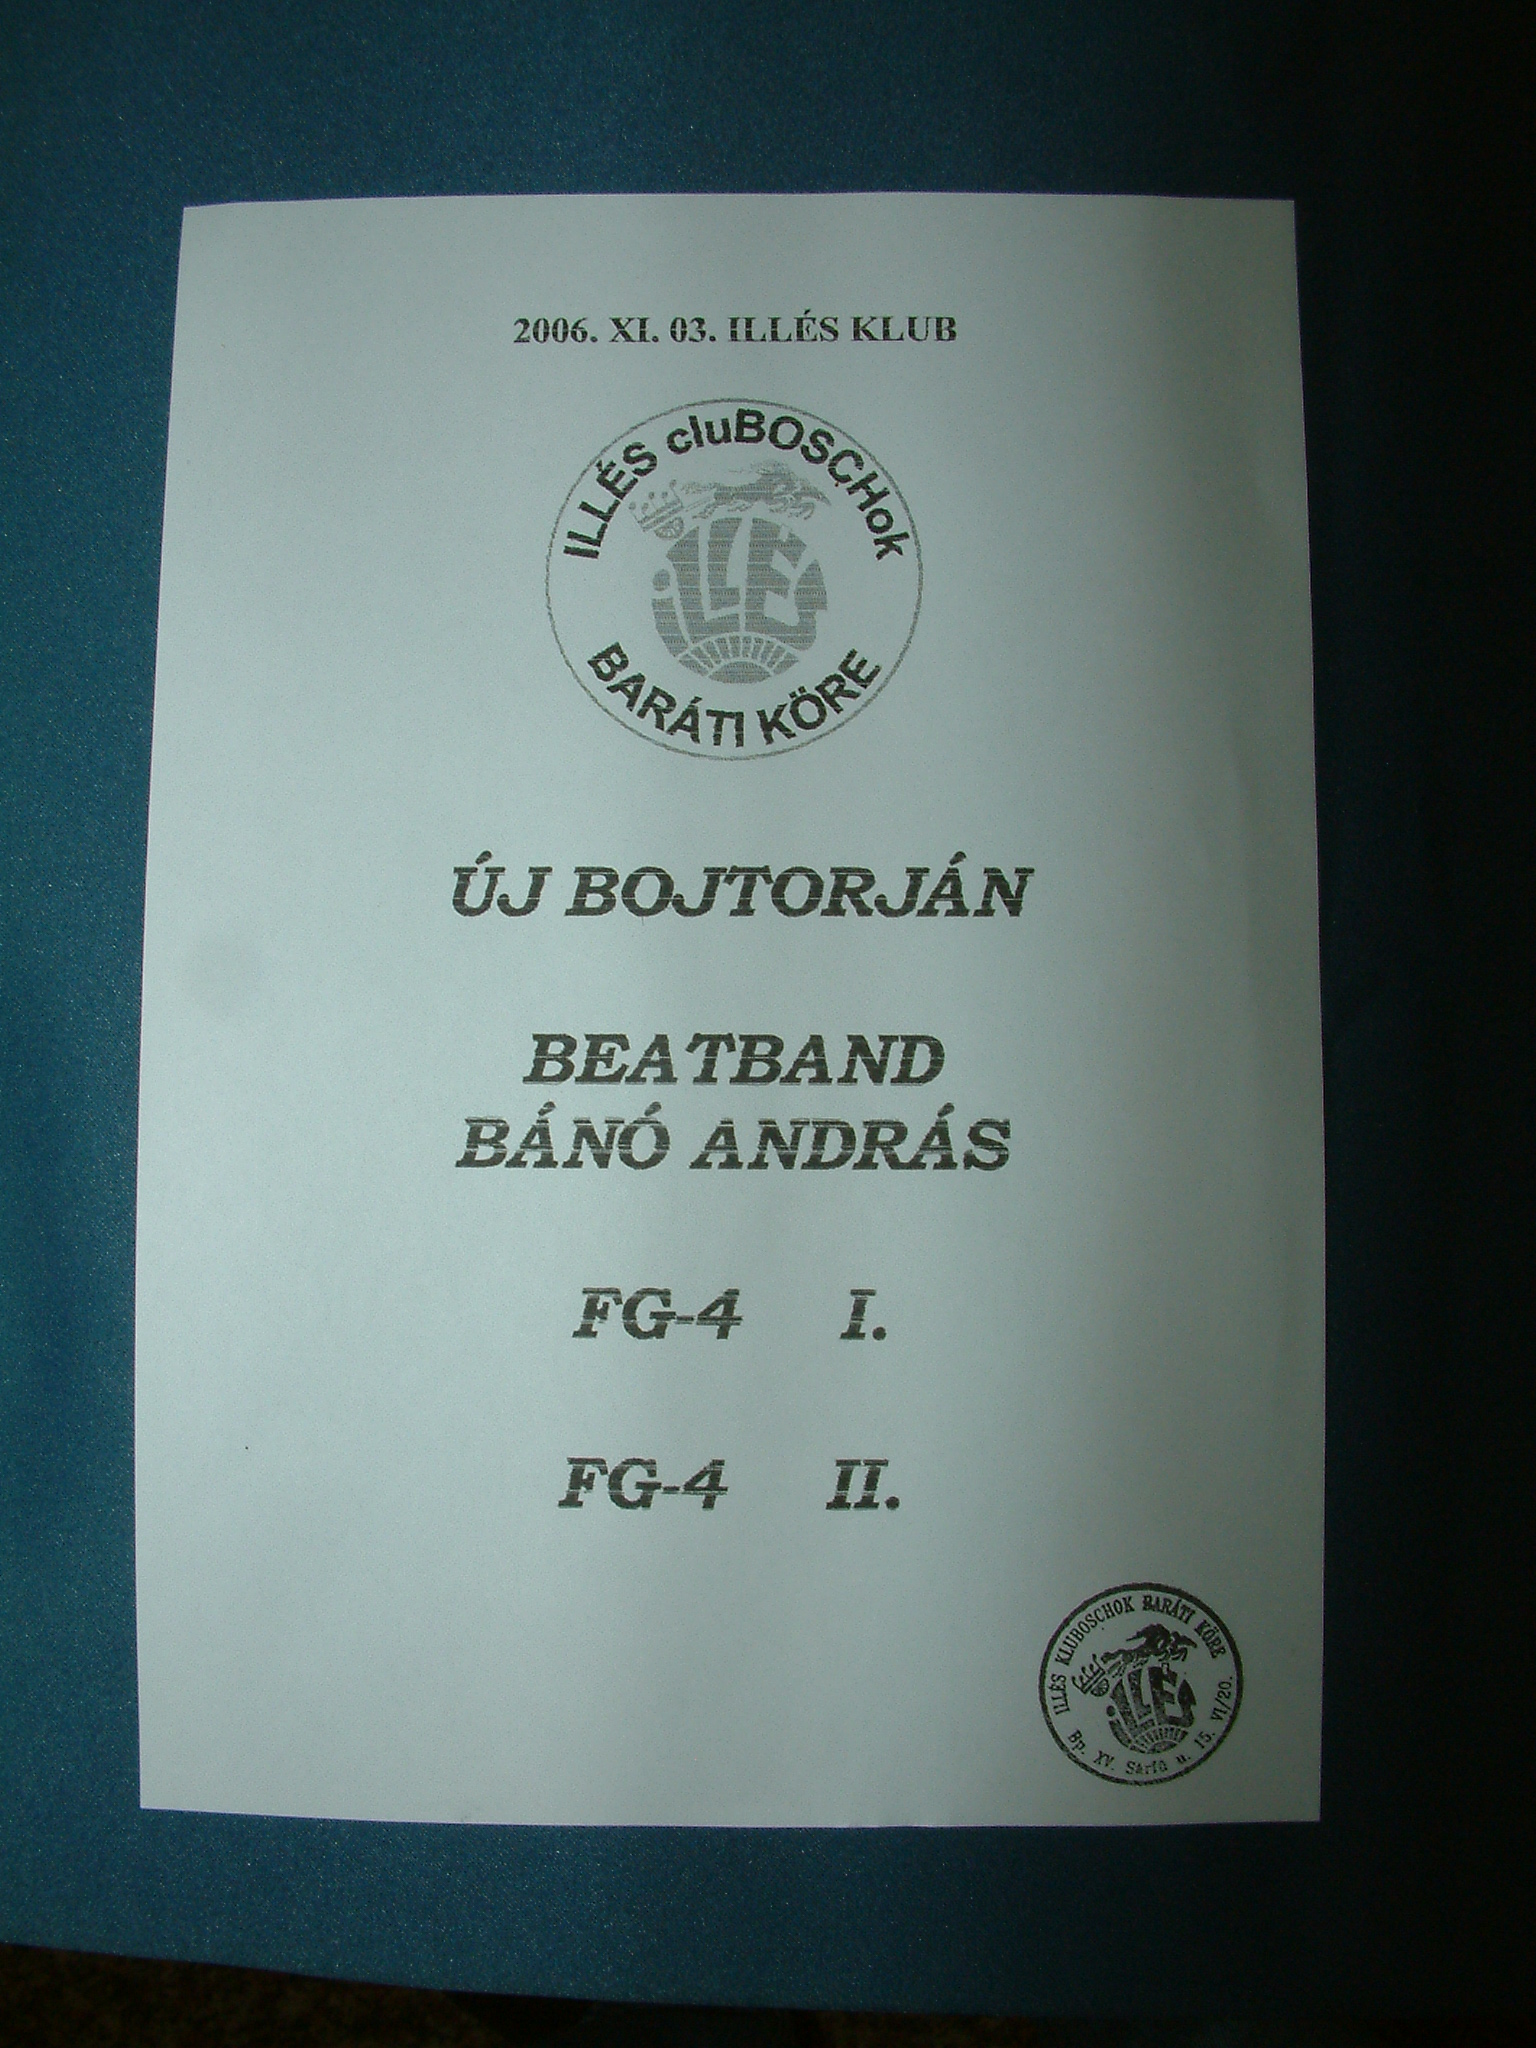 2006. XI. 03. ILLÉS KLUB
ILLÉS cluBOSCHok
iLLÉS
BARÁTI KÖRE
ÚJ BOJTORJÁN
BEATBAND
BÁNÓ ANDRÁS
FG-4 I.
FG-4 II.
ILLÉS KLUBOSCHOK BARÁTI KÖRE
iLLÉS
Bp. XV. Sárfű u. 15. VI/20.